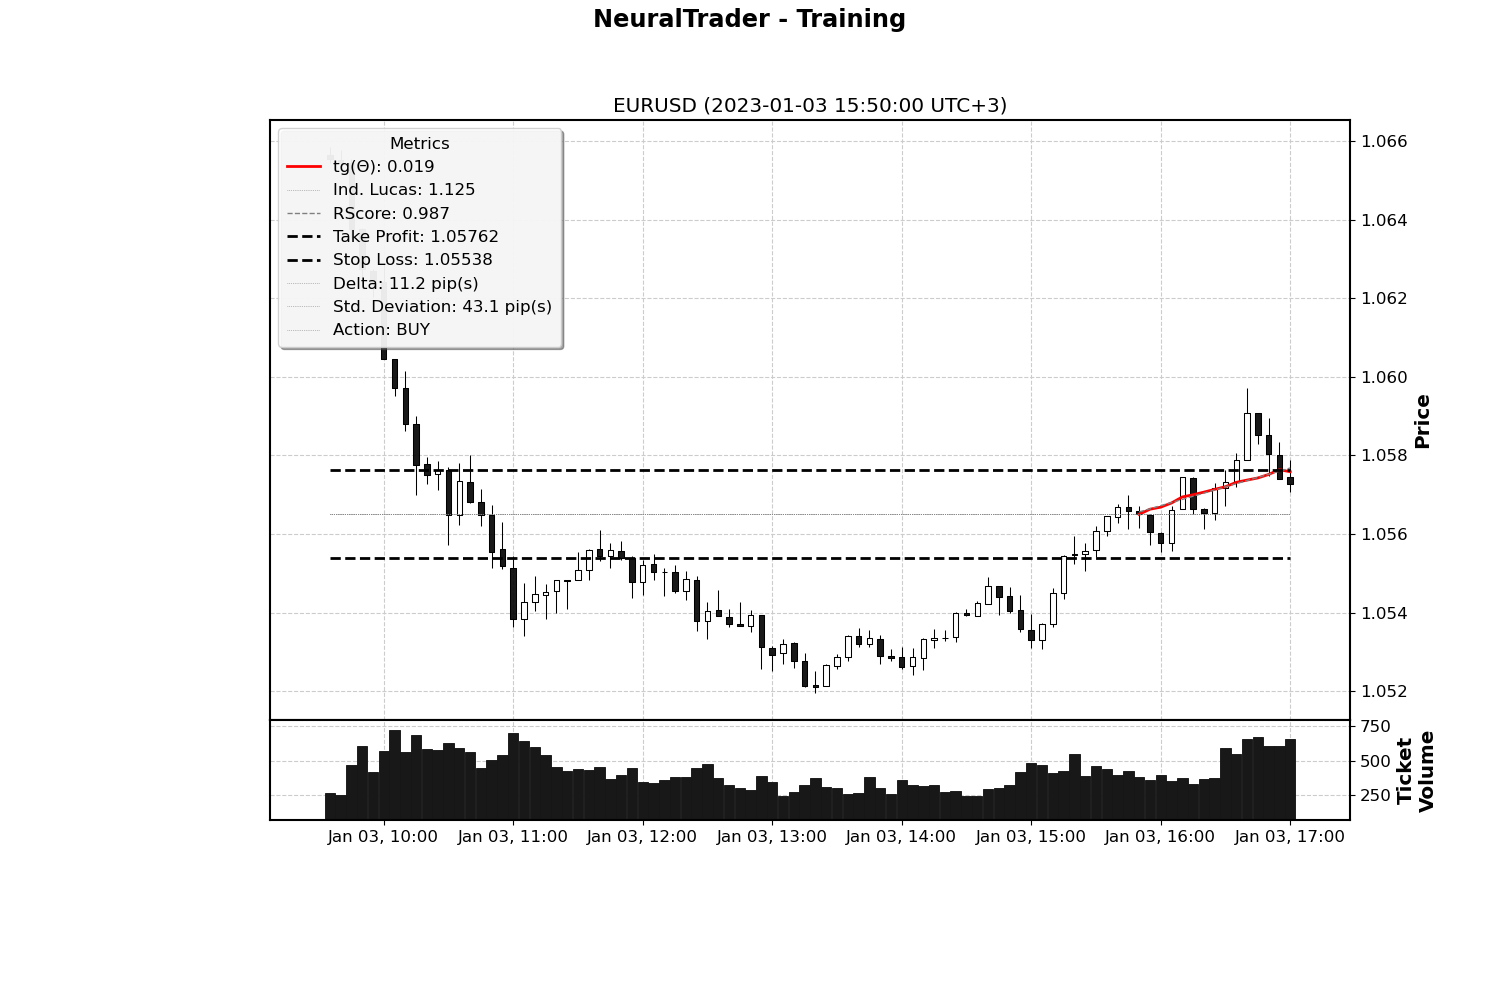 NeuralTrader - Training
EURUSD (2023-01-03 15:50:00 UTC+3)
Metrics
tg(Θ): 0.019
Ind. Lucas: 1.125
RScore: 0.987
Take Profit: 1.05762
Stop Loss: 1.05538
Delta: 11.2 pip(s)
Std. Deviation: 43.1 pip(s)
Action: BUY
1.066
1.064
1.062
1.060
1.058
1.056
1.054
1.052
Price
750
500
250
Ticket
Volume
Jan 03, 10:00
Jan 03, 11:00
Jan 03, 12:00
Jan 03, 13:00
Jan 03, 14:00
Jan 03, 15:00
Jan 03, 16:00
Jan 03, 17:00